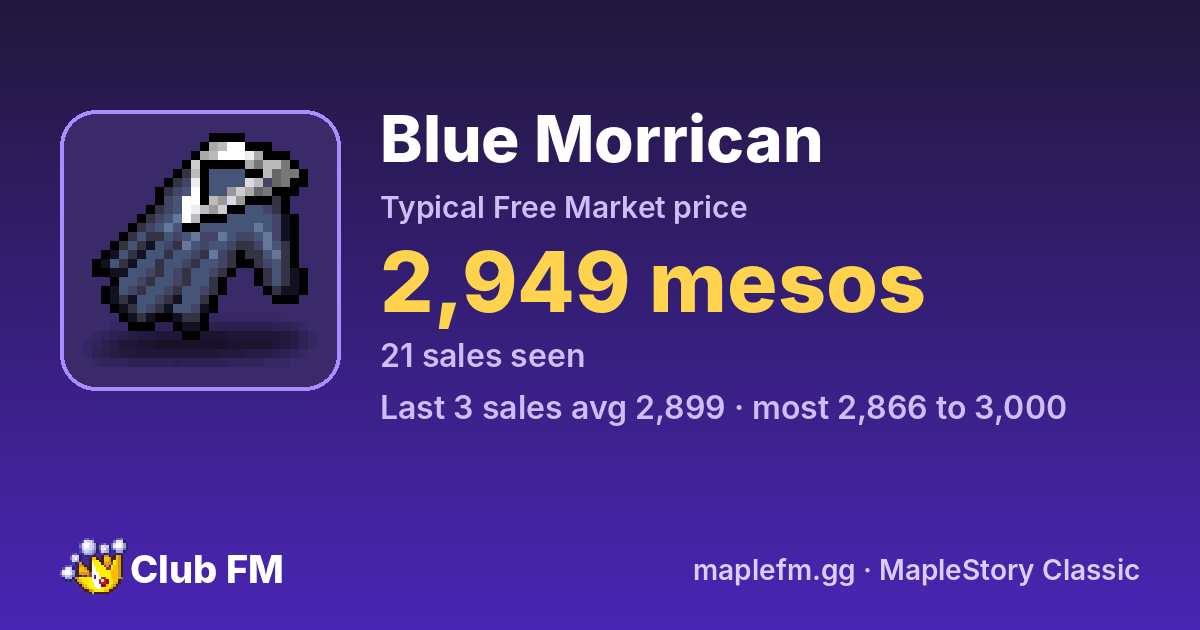 Blue Morrican
Typical Free Market price
2,949 mesos
21 sales seen
Last 3 sales avg 2,899 · most 2,866 to 3,000
Club FM
maplefm.gg · MapleStory Classic